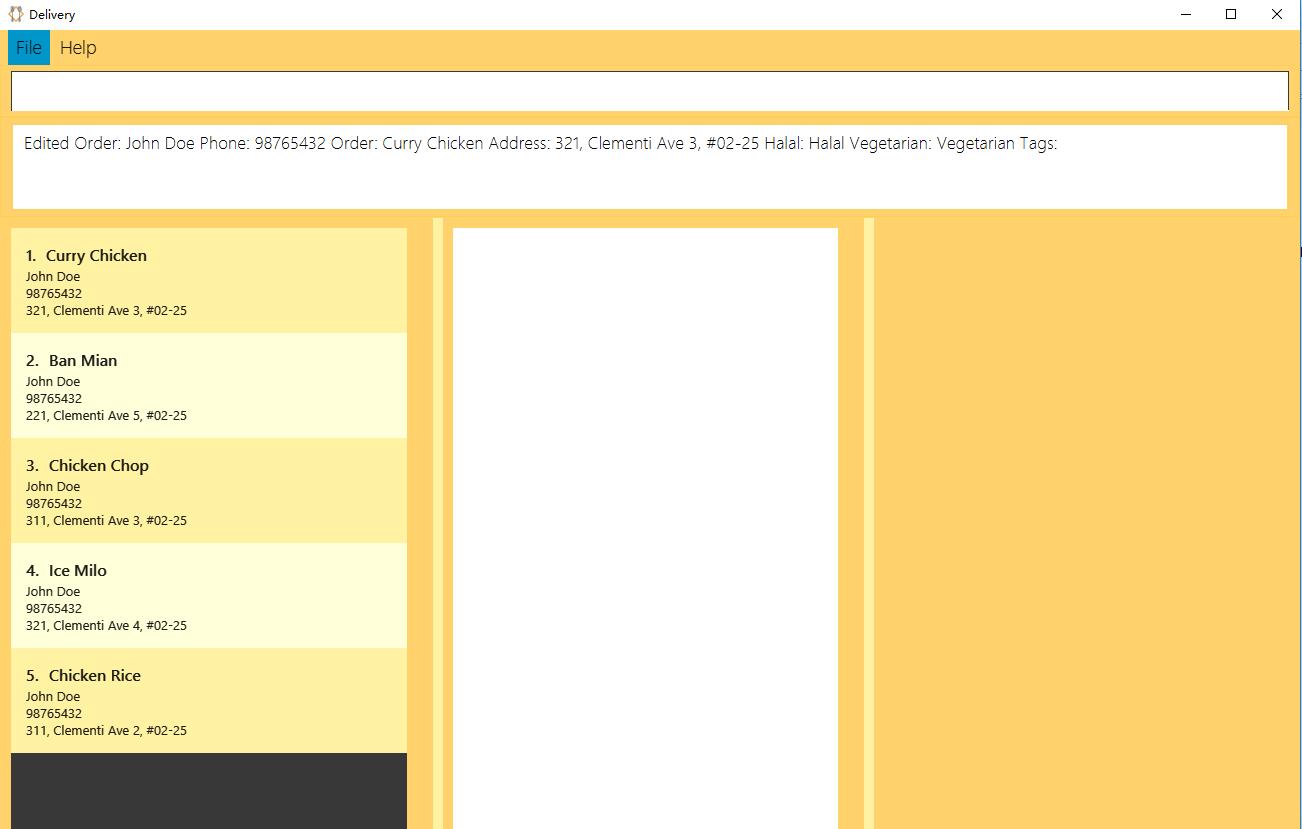 Delivery
File Help
Edited Order: John Doe Phone: 98765432 Order: Curry Chicken Address: 321, Clementi Ave 3, #02-25 Halal: Halal Vegetarian: Vegetarian Tags:
1. Curry Chicken
John Doe
98765432
321, Clementi Ave 3, #02-25
2. Ban Mian
John Doe
98765432
221, Clementi Ave 5, #02-25
3. Chicken Chop
John Doe
98765432
311, Clementi Ave 3, #02-25
4. Ice Milo
John Doe
98765432
321, Clementi Ave 4, #02-25
5. Chicken Rice
John Doe
98765432
311, Clementi Ave 2, #02-25